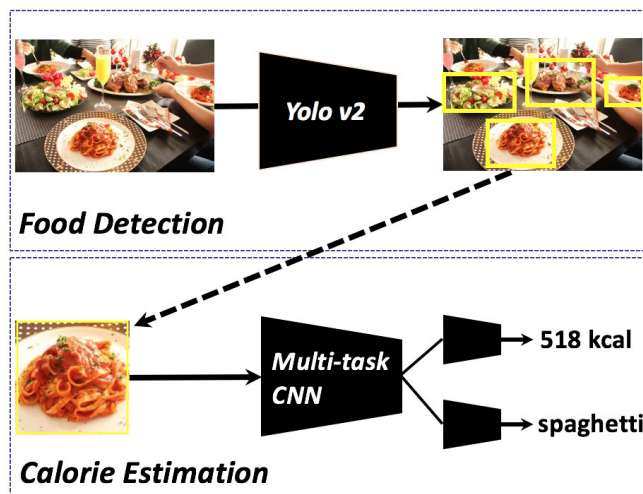 Yolo v2
Food Detection
Multi-task
CNN
518 kcal
spaghetti
Calorie Estimation